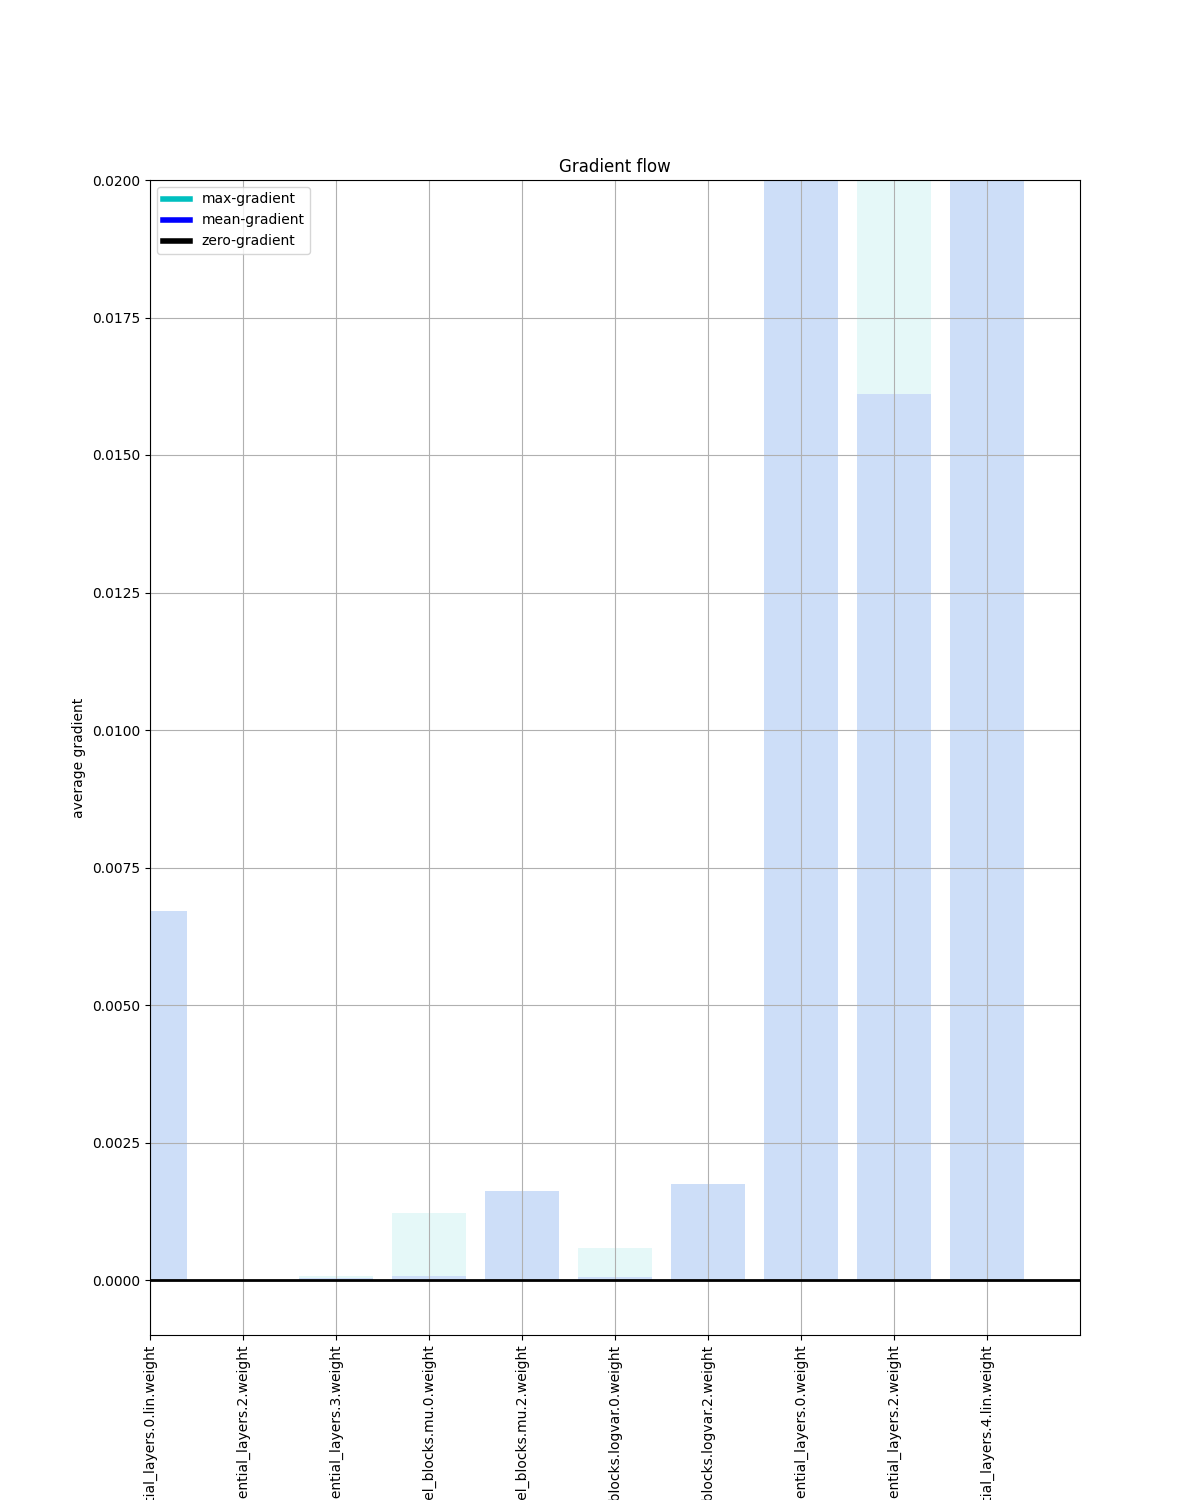 Gradient flow
max-gradient
mean-gradient
zero-gradient
0.0200
0.0175
0.0150
0.0125
0.0100
0.0075
0.0050
0.0025
0.0000
average gradient
tial_layers.0.lin.weight
ential_layers.2.weight
ential_layers.3.weight
el_blocks.mu.0.weight
el_blocks.mu.2.weight
blocks.logvar.0.weight
blocks.logvar.2.weight
ential_layers.0.weight
ential_layers.2.weight
tial_layers.4.lin.weight